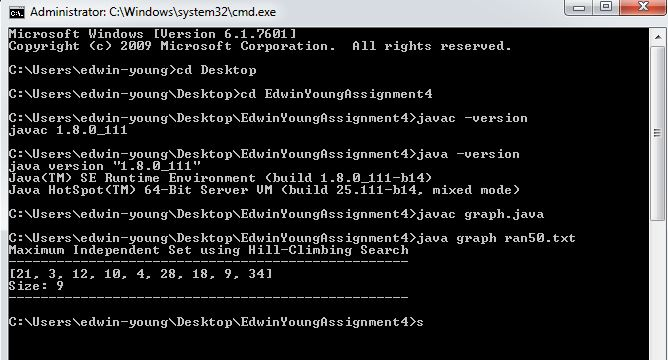 Administrator: C:\Windows\system32\cmd.exe
Microsoft Windows [Version 6.1.7601]
Copyright (c) 2009 Microsoft Corporation.  All rights reserved.
C:\Users\edwin-young>cd Desktop
C:\Users\edwin-young\Desktop>cd EdwinYoungAssignment4
C:\Users\edwin-young\Desktop\EdwinYoungAssignment4>javac -version
javac 1.8.0_111
C:\Users\edwin-young\Desktop\EdwinYoungAssignment4>java -version
java version "1.8.0_111"
Java(TM) SE Runtime Environment (build 1.8.0_111-b14)
Java HotSpot(TM) 64-Bit Server VM (build 25.111-b14, mixed mode)
C:\Users\edwin-young\Desktop\EdwinYoungAssignment4>javac graph.java
C:\Users\edwin-young\Desktop\EdwinYoungAssignment4>java graph ran50.txt
Maximum Independent Set using Hill-Climbing Search
--------------------------------------------------
[21, 3, 12, 10, 4, 28, 18, 9, 34]
Size: 9
--------------------------------------------------
C:\Users\edwin-young\Desktop\EdwinYoungAssignment4>s